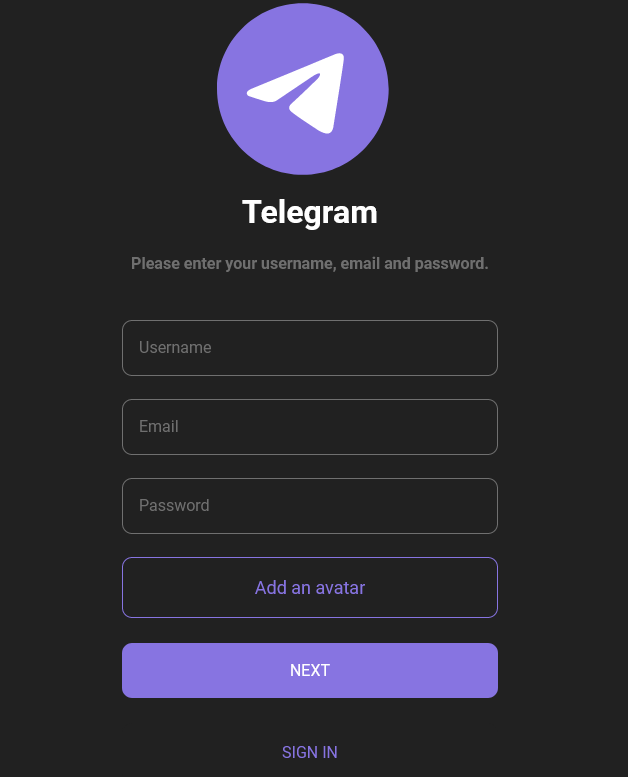 Telegram
Please enter your username, email and password.
Username
Email
Password
Add an avatar
NEXT
SIGN IN